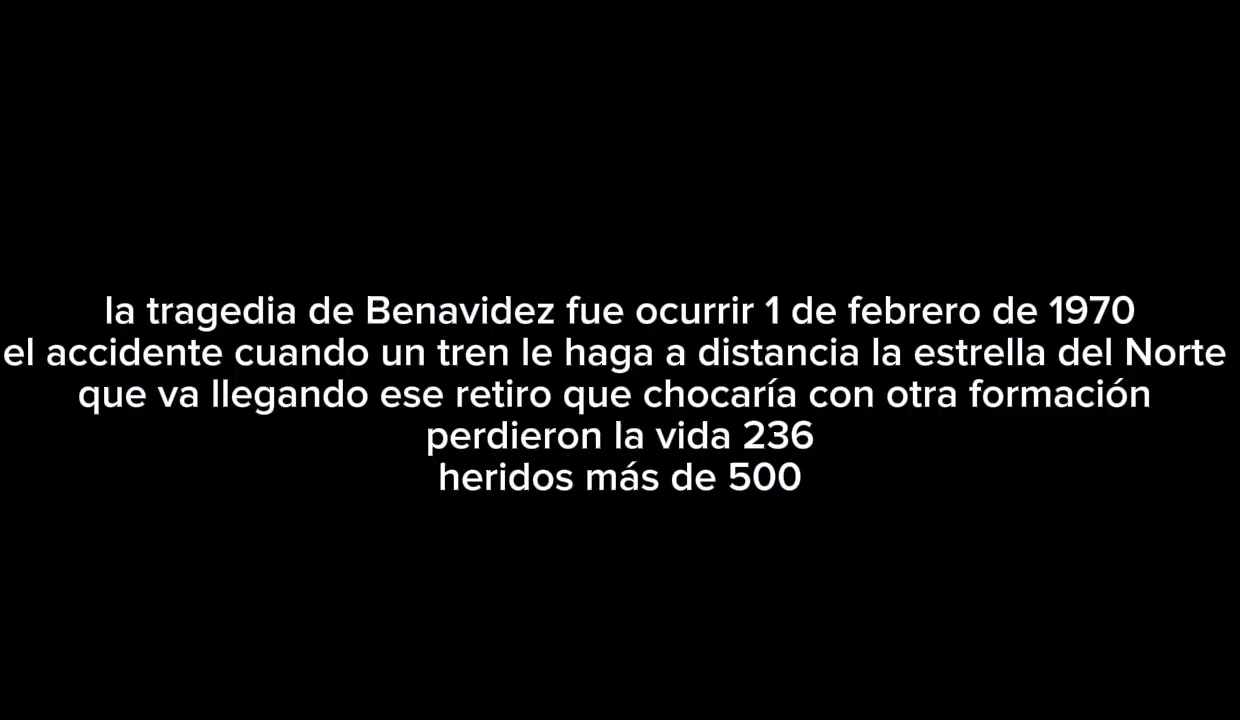 la tragedia de Benavidez fue ocurrir 1 de febrero de 1970
el accidente cuando un tren le haga a distancia la estrella del Norte
que va llegando ese retiro que chocaría con otra formación
perdieron la vida 236
heridos más de 500